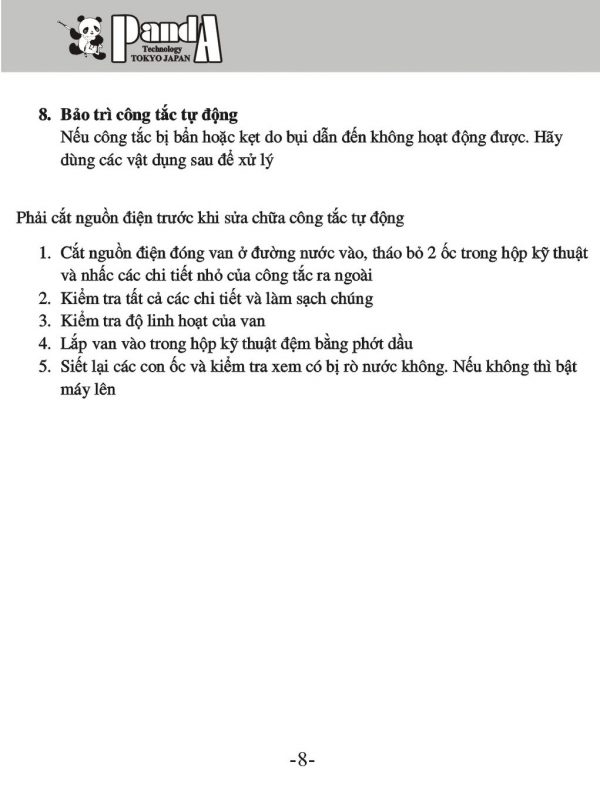 PandA
Technology
TOKYO JAPAN
8. Bảo trì công tắc tự động
Nếu công tắc bị bẩn hoặc kẹt do bụi dẫn đến không hoạt động được. Hãy
dùng các vật dụng sau để xử lý
Phải cắt nguồn điện trước khi sửa chữa công tắc tự động
1. Cắt nguồn điện đóng van ở đường nước vào, tháo bỏ 2 ốc trong hộp kỹ thuật
và nhấc các chi tiết nhỏ của công tắc ra ngoài
2. Kiểm tra tất cả các chi tiết và làm sạch chúng
3. Kiểm tra độ linh hoạt của van
4. Lắp van vào trong hộp kỹ thuật đệm bằng phớt dầu
5. Siết lại các con ốc và kiểm tra xem có bị rò nước không. Nếu không thì bật
máy lên
-8-